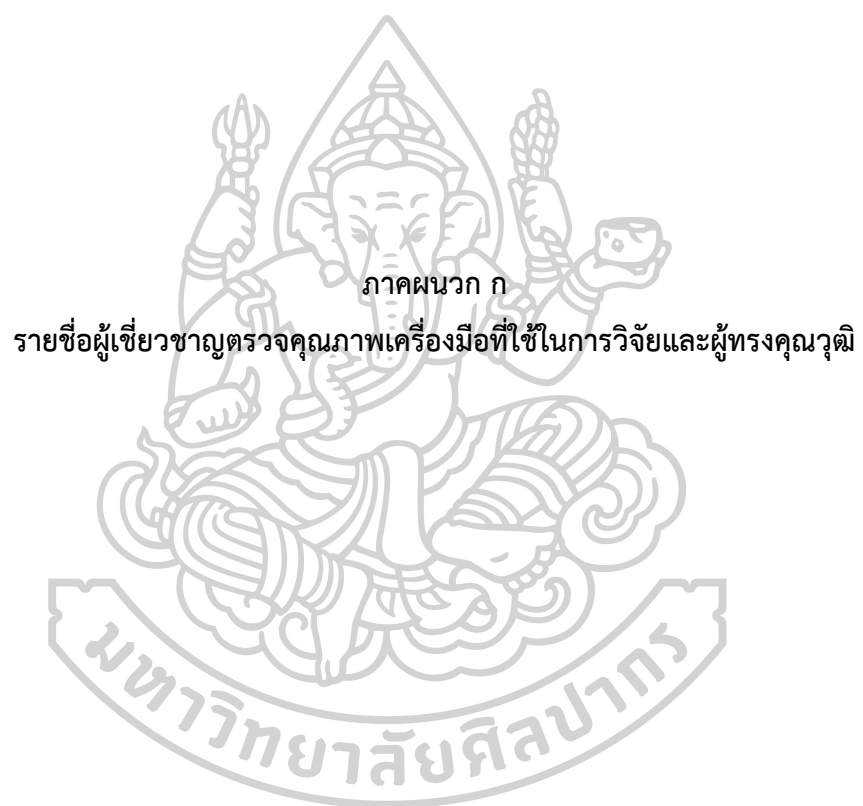 ภาคผนวก ก
รายชื่อผู้เชี่ยวชาญตรวจคุณภาพเครื่องมือที่ใช้ในการวิจัยและผู้ทรงคุณวุฒิ
มหาวิทยาลัยศิลปากร